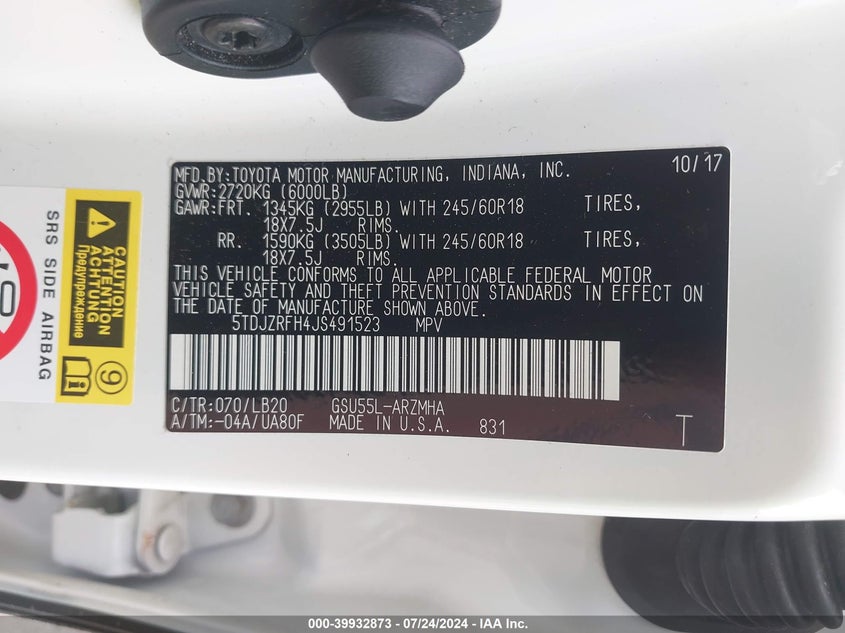 MFD.BY:TOYOTA MOTOR MANUFACTURING, INDIANA, INC. 10/17
GVWR:2720KG (6000LB)
GAWR:FRT. 1345KG (2955LB) WITH 245/60R18 TIRES,
18X7.5J RIMS.
RR. 1590KG (3505LB) WITH 245/60R18 TIRES,
18X7.5J RIMS.
THIS VEHICLE CONFORMS TO ALL APPLICABLE FEDERAL MOTOR
VEHICLE SAFETY AND THEFT PREVENTION STANDARDS IN EFFECT ON
THE DATE OF MANUFACTURE SHOWN ABOVE.
5TDJZRFH4JS491523 MPV
C/TR:070/LB20 GSU55L-ARZMHA
A/TM:-04A/UA80F MADE IN U.S.A. 831 T
SRS SIDE AIRBAG
CAUTION
ATTENTION
ACHTUNG
Предупреждение
9
000-39932873 - 07/24/2024 - IAA Inc.